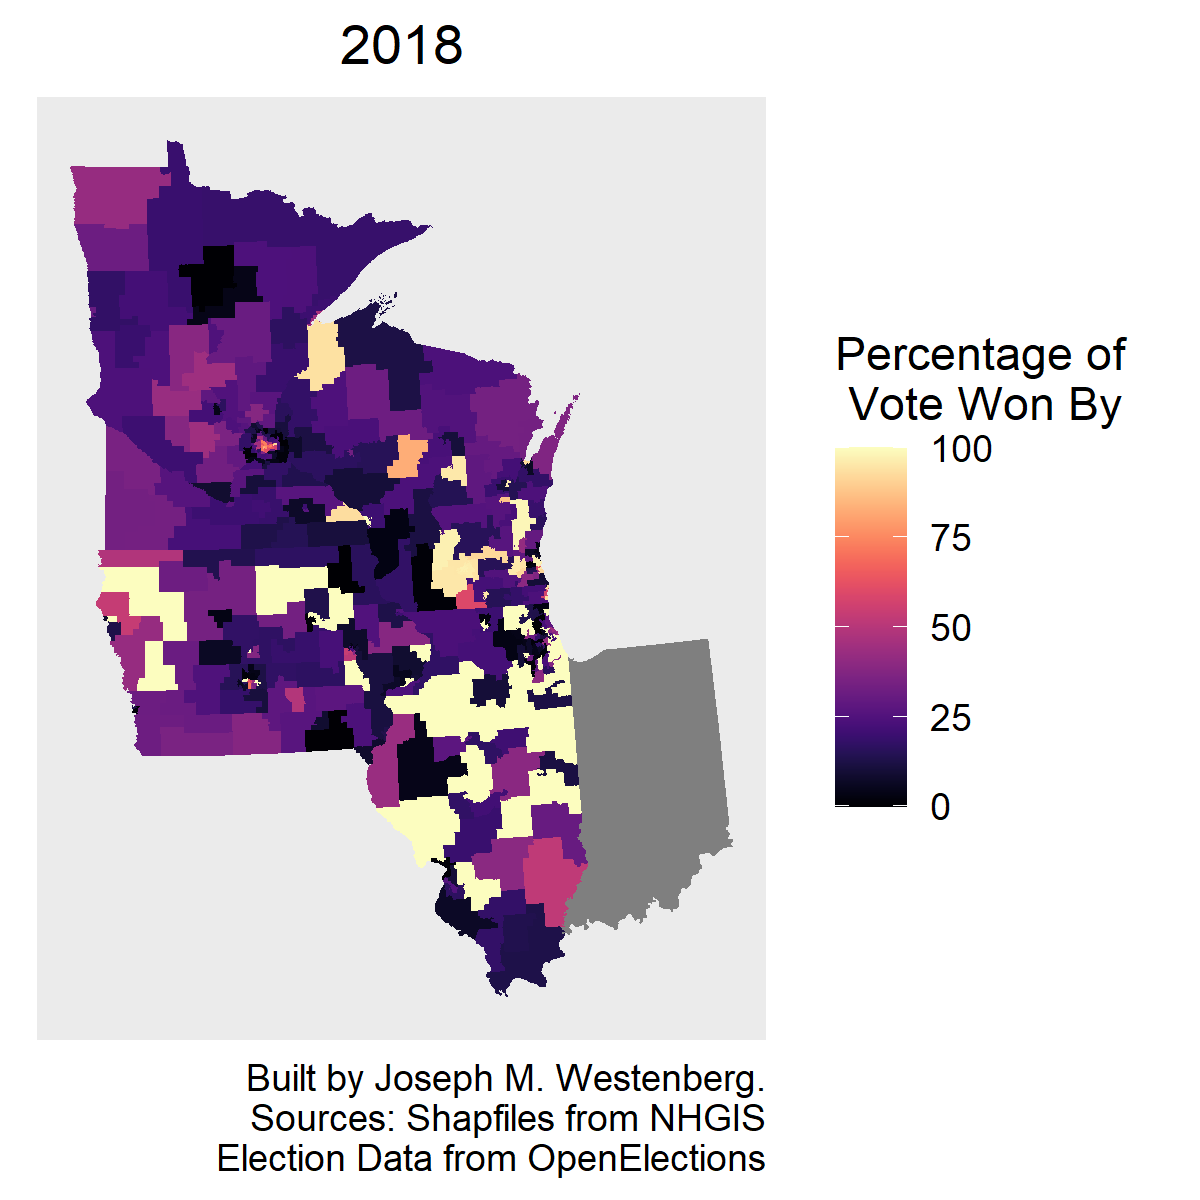 2018
Percentage of
Vote Won By
100
75
50
25
0
Built by Joseph M. Westenberg.
Sources: Shapfiles from NHGIS
Election Data from OpenElections